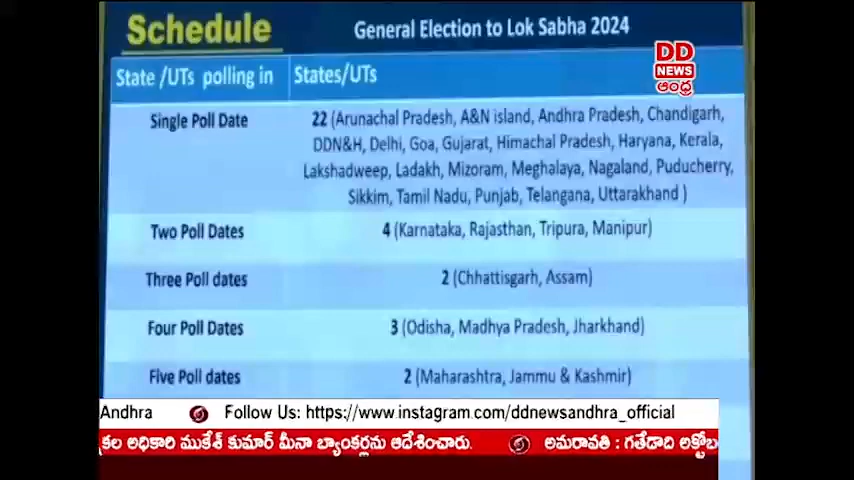 Schedule
General Election to Lok Sabha 2024
DD
NEWS
ఆంధ్ర
State /UTs polling in
States/UTs
Single Poll Date
22 (Arunachal Pradesh, A&N island, Andhra Pradesh, Chandigarh,
DDN&H, Delhi, Goa, Gujarat, Himachal Pradesh, Haryana, Kerala,
Lakshadweep, Ladakh, Mizoram, Meghalaya, Nagaland, Puducherry,
Sikkim, Tamil Nadu, Punjab, Telangana, Uttarakhand )
Two Poll Dates
4 (Karnataka, Rajasthan, Tripura, Manipur)
Three Poll dates
2 (Chhattisgarh, Assam)
Four Poll Dates
3 (Odisha, Madhya Pradesh, Jharkhand)
Five Poll dates
2 (Maharashtra, Jammu & Kashmir)
Andhra Follow Us: https://www.instagram.com/ddnewsandhra_official
కల అధికారి ముకేశ్ కుమార్ మీనా బ్యాంకర్లను ఆదేశించారు. అమరావతి : గతేడాది అక్టోబ